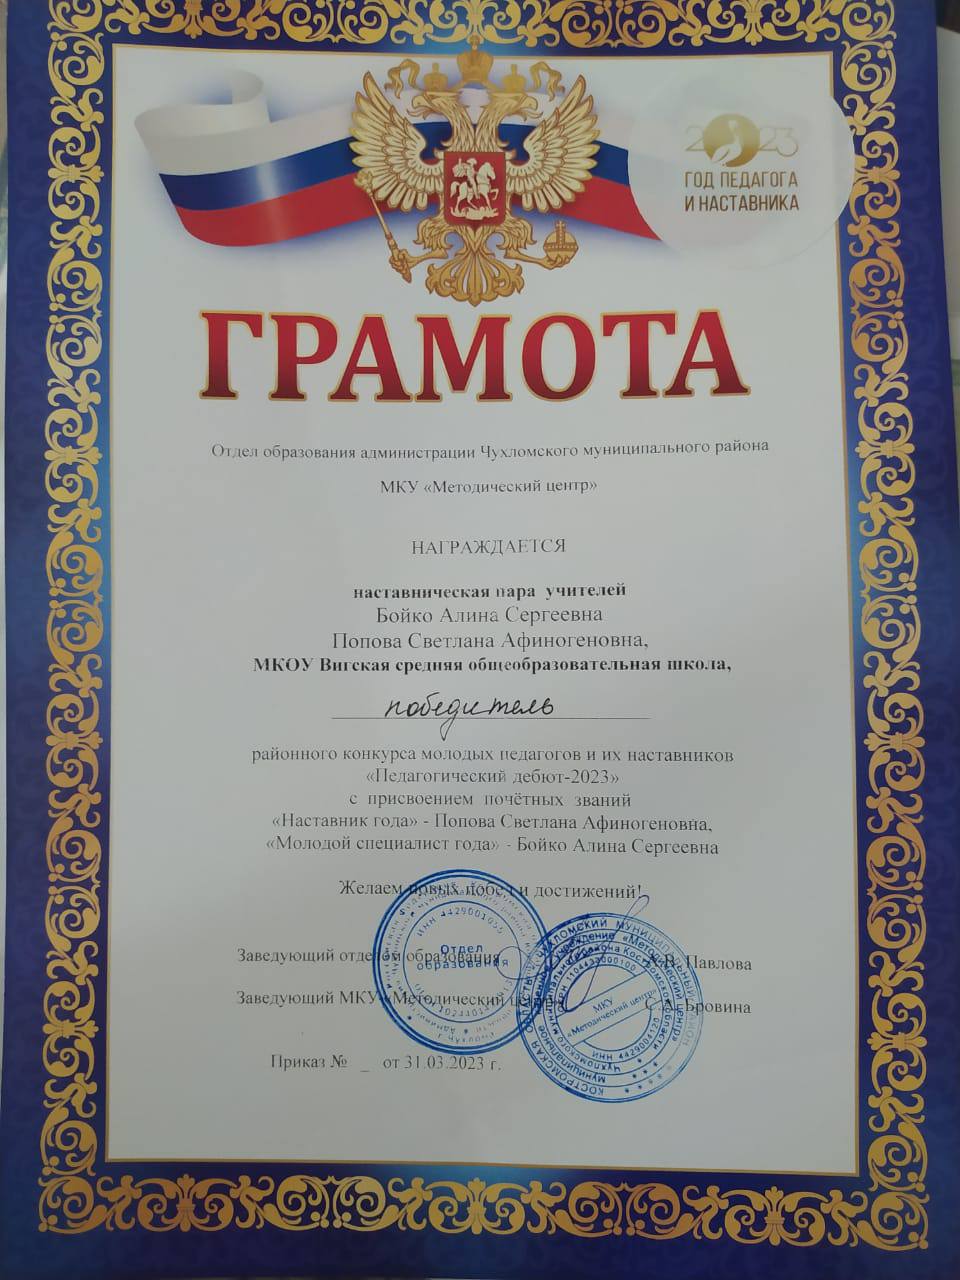 2023
ГОД ПЕДАГОГА
И НАСТАВНИКА
ГРАМОТА
Отдел образования администрации Чухломского муниципального района
МКУ «Методический центр»
НАГРАЖДАЕТСЯ
наставническая пара учителей
Бойко Алина Сергеевна
Попова Светлана Афиногеновна,
МКОУ Вигская средняя общеобразовательная школа,
победитель
районного конкурса молодых педагогов и их наставников
«Педагогический дебют-2023»
с присвоением почётных званий
«Наставник года» - Попова Светлана Афиногеновна,
«Молодой специалист года» - Бойко Алина Сергеевна
Желаем новых побед и достижений!
Заведующий отделом образования Павлова
Заведующий МКУ «Методический центр»
Приказ № _ от 31.03.2023 г.
Отдел
образования
МКУ
«Методический центр»
ИНН 4429004120